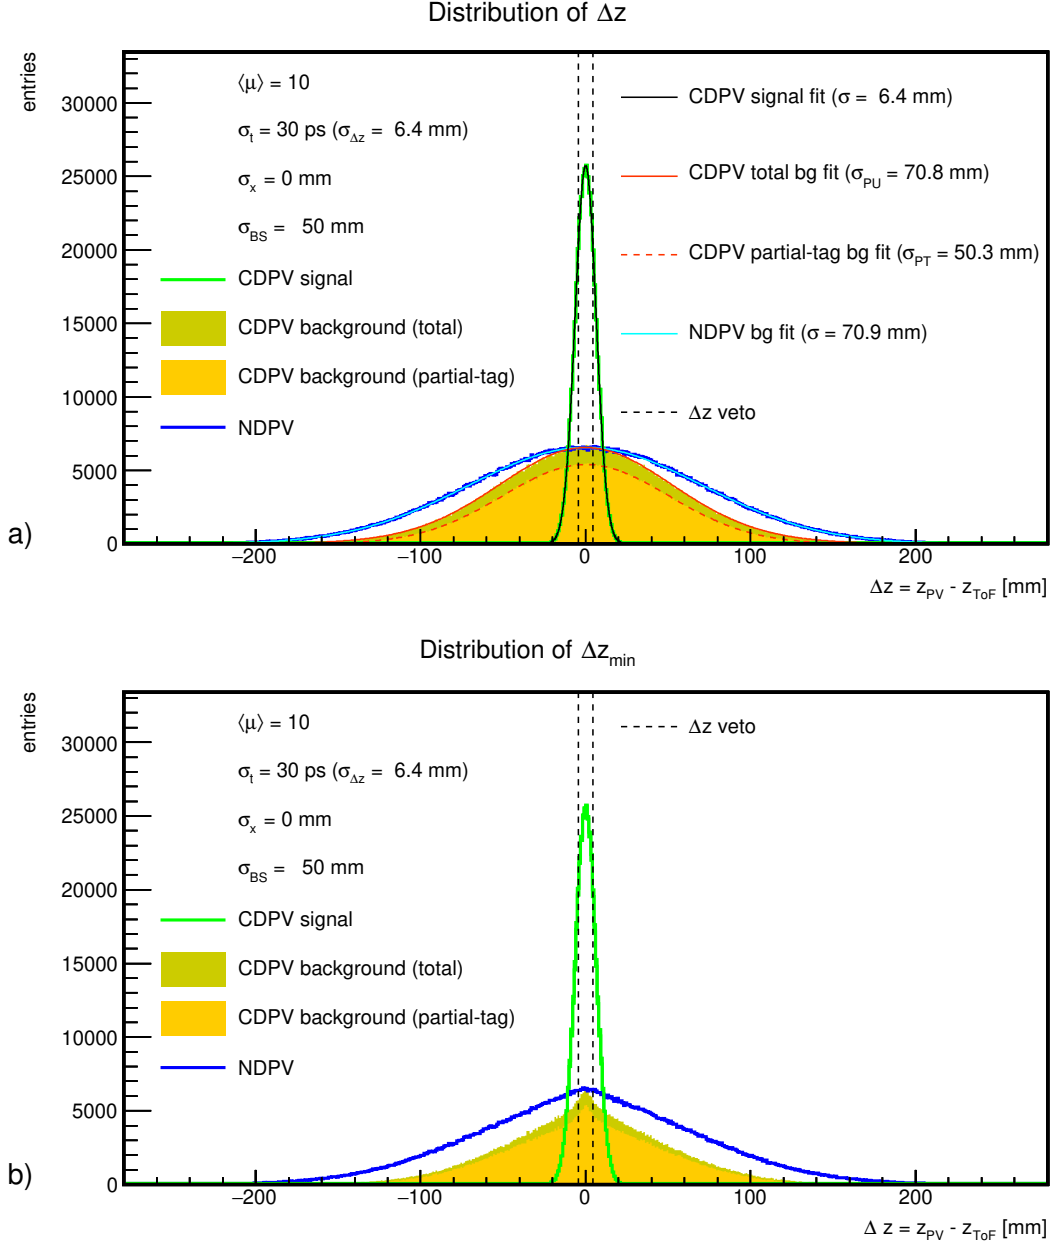 Distribution of Δz
entries
⟨μ⟩ = 10
σt = 30 ps (σΔz = 6.4 mm)
σx = 0 mm
σBS = 50 mm
CDPV signal
CDPV background (total)
CDPV background (partial-tag)
NDPV
CDPV signal fit (σ = 6.4 mm)
CDPV total bg fit (σPU = 70.8 mm)
CDPV partial-tag bg fit (σPT = 50.3 mm)
NDPV bg fit (σ = 70.9 mm)
Δz veto
30000
25000
20000
15000
10000
5000
0
a)
−200 −100 0 100 200
Δz = zPV - zToF [mm]
Distribution of Δzmin
entries
⟨μ⟩ = 10
σt = 30 ps (σΔz = 6.4 mm)
σx = 0 mm
σBS = 50 mm
CDPV signal
CDPV background (total)
CDPV background (partial-tag)
NDPV
Δz veto
30000
25000
20000
15000
10000
5000
0
b)
−200 −100 0 100 200
Δ z = zPV - zToF [mm]